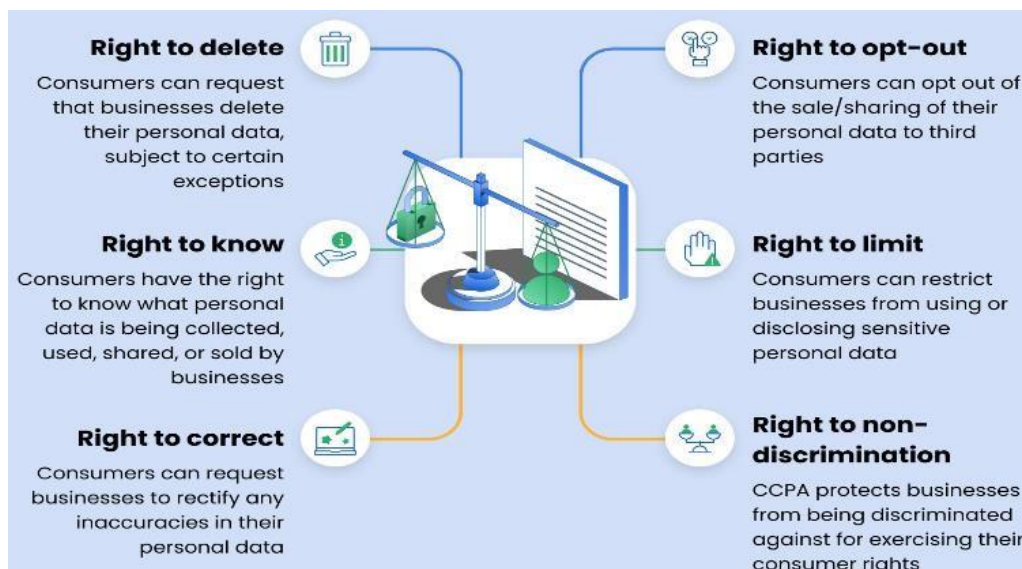 Right to delete
Consumers can request
that businesses delete
their personal data,
subject to certain
exceptions
Right to know
Consumers have the right
to know what personal
data is being collected,
used, shared, or sold by
businesses
Right to correct
Consumers can request
businesses to rectify any
inaccuracies in their
personal data
Right to opt-out
Consumers can opt out of
the sale/sharing of their
personal data to third
parties
Right to limit
Consumers can restrict
businesses from using or
disclosing sensitive
personal data
Right to non-
discrimination
CCPA protects businesses
from being discriminated
against for exercising their
consumer rights